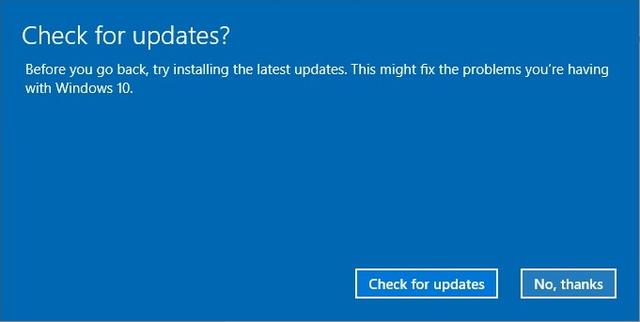 Check for updates?
Before you go back, try installing the latest updates. This might fix the problems you're having
with Windows 10.
Check for updates
No, thanks